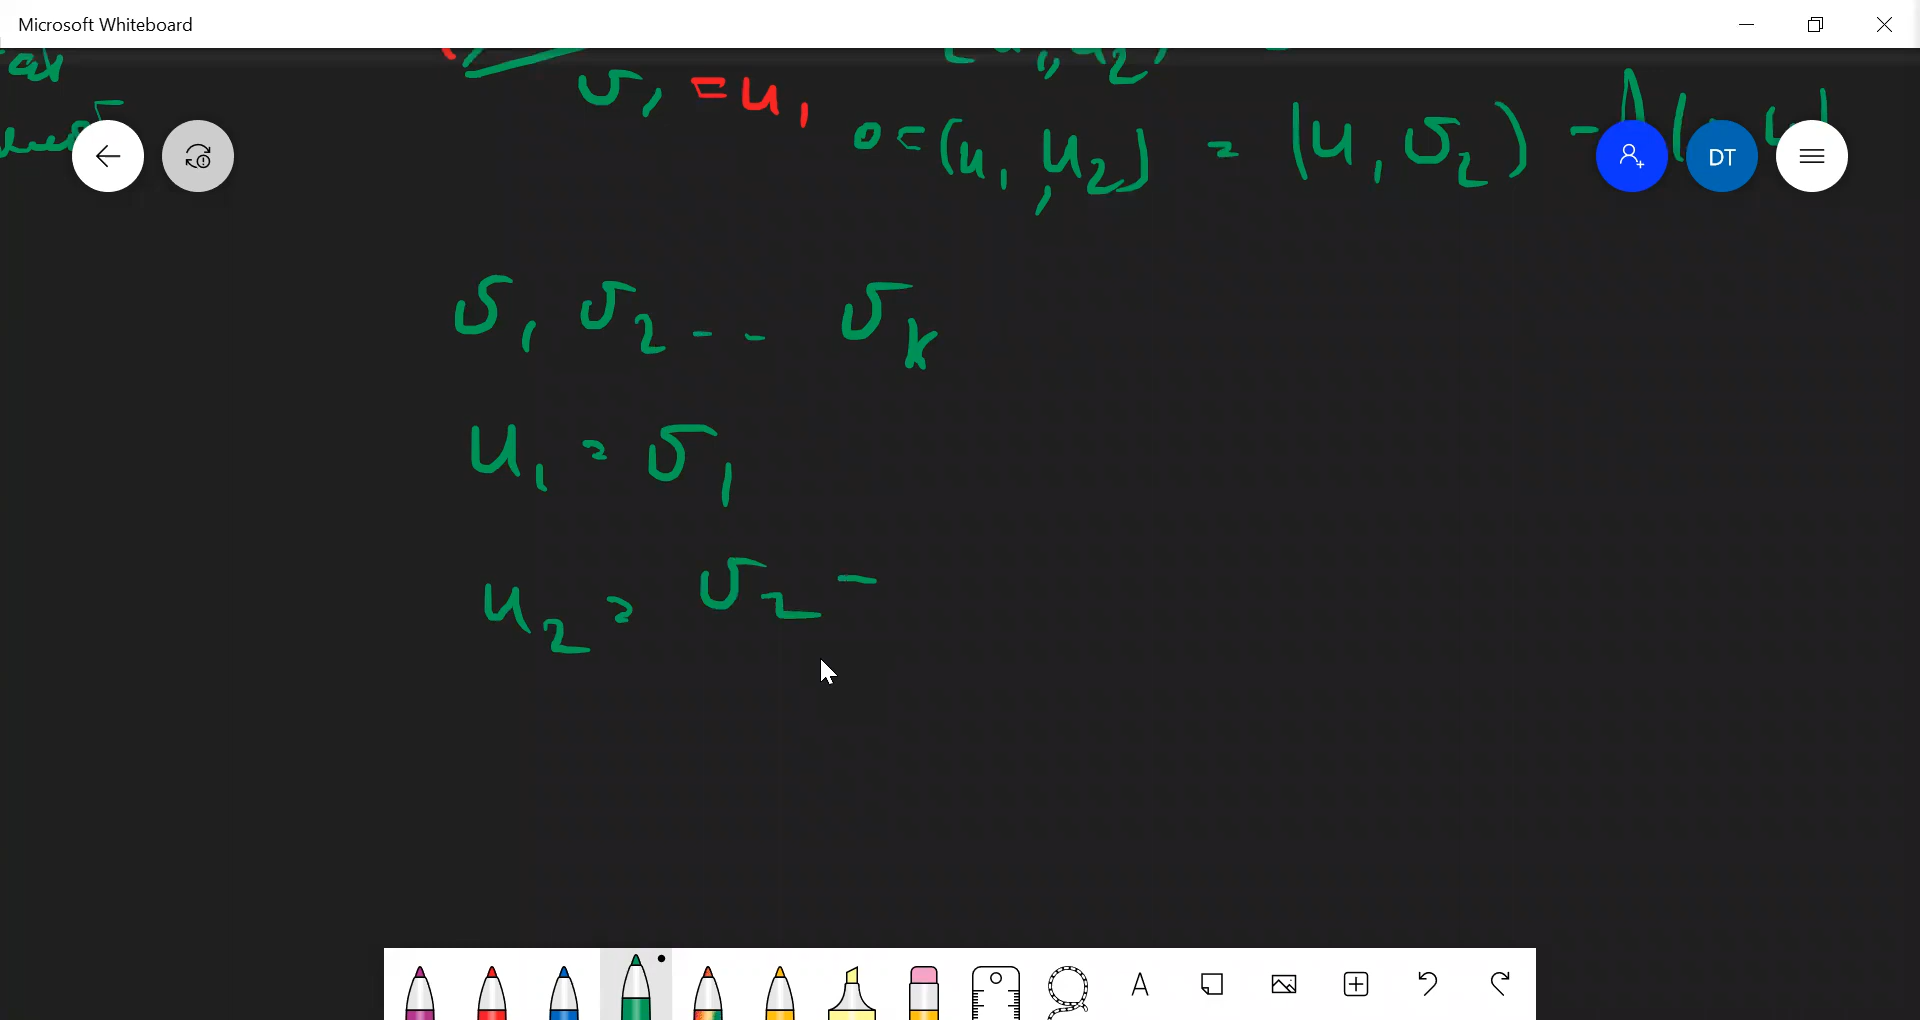 Microsoft Whiteboard
v₁ = u₁
0 = (u₁, u₂) = (u₁, v₂) -
DT
v₁ v₂ - - v_k
u₁ = v₁
u₂ = v₂ -
A